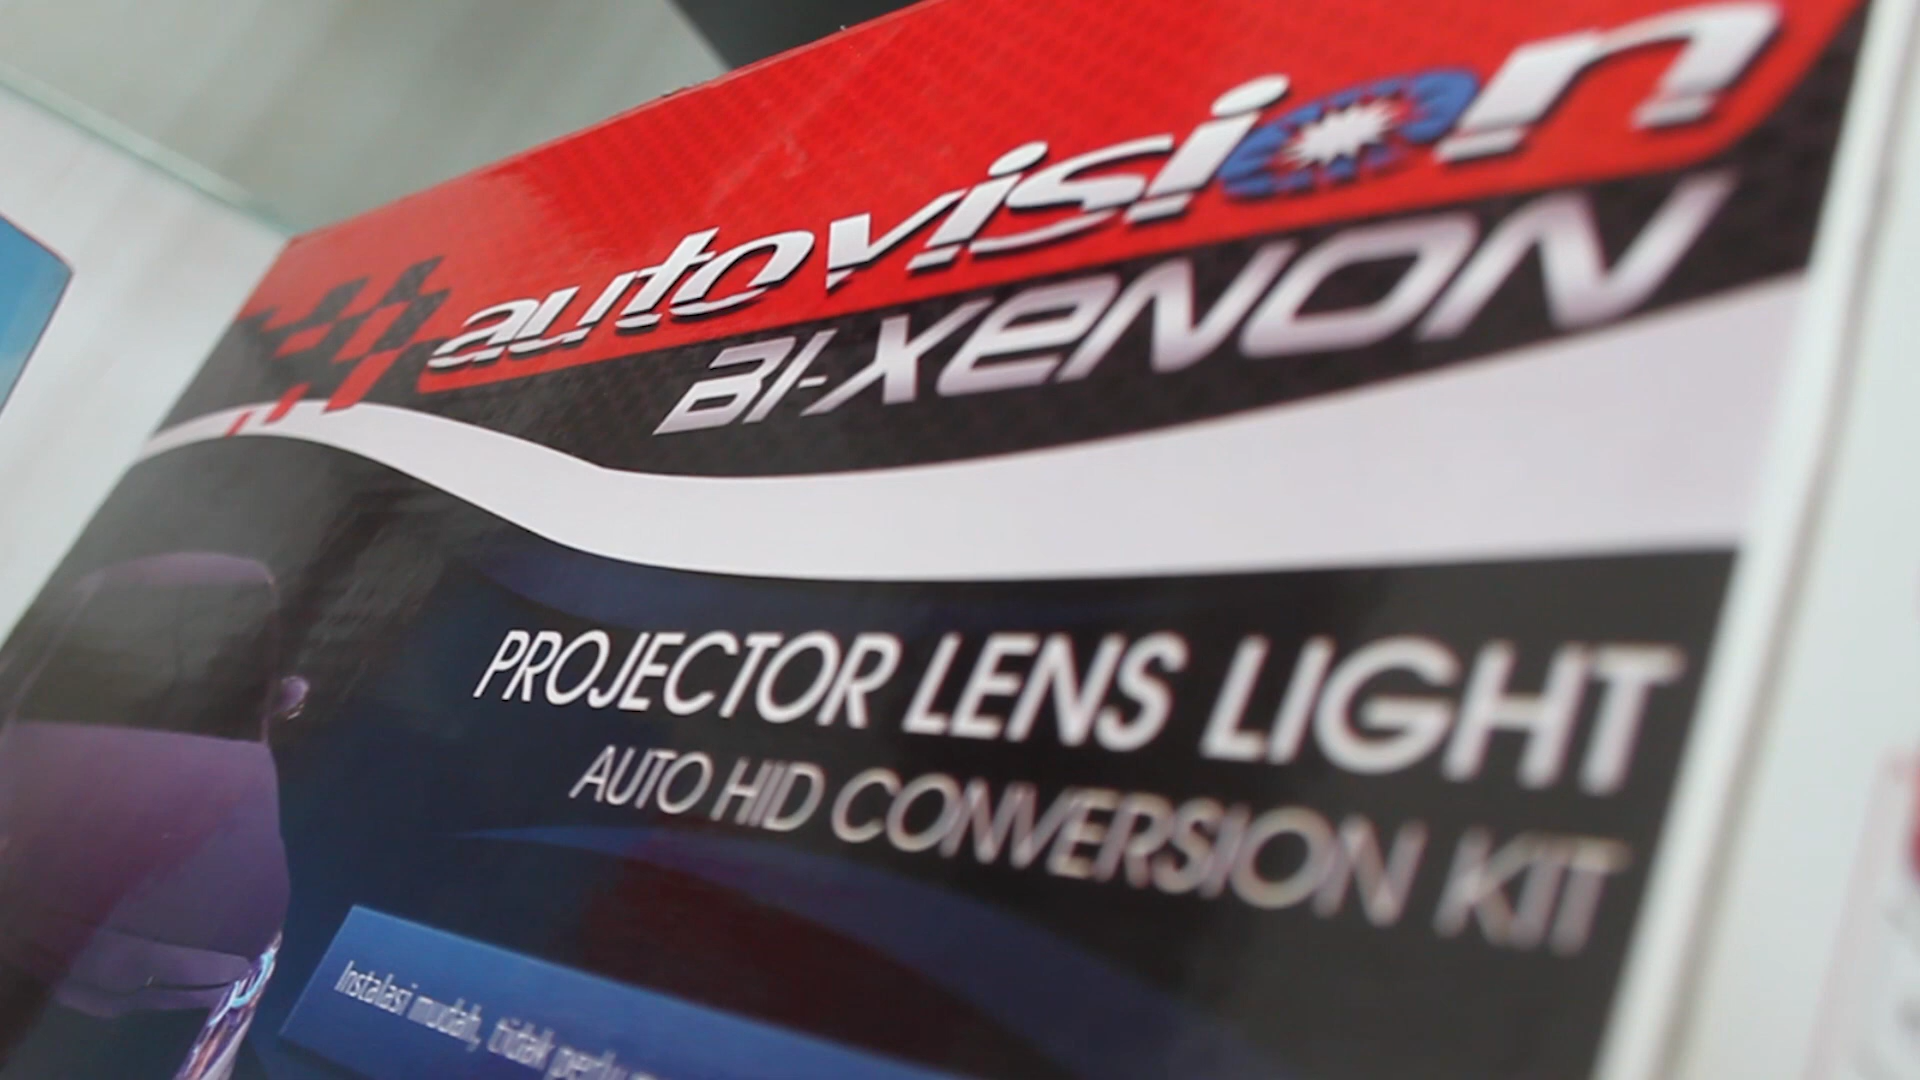 autovision
BI-XENON
PROJECTOR LENS LIGHT
AUTO HID CONVERSION KIT
Instalasi mudah, tidak